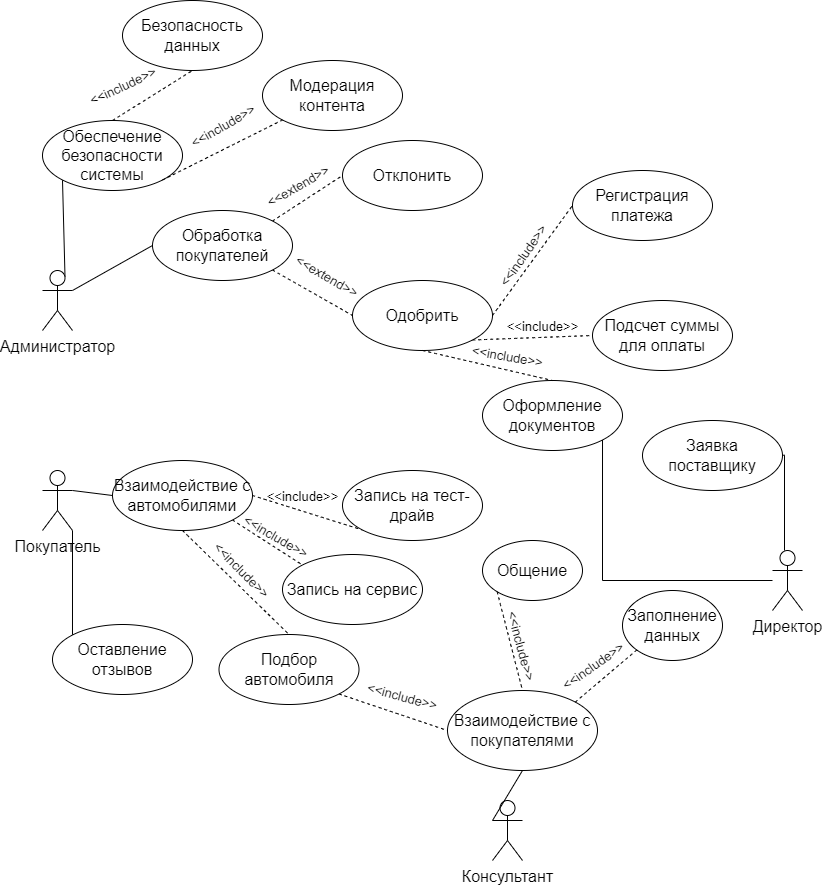 Безопасность
данных
<<include>>
Модерация
контента
<<include>>
Обеспечение
безопасности
системы
<<extend>>
Отклонить
Регистрация
платежа
Обработка
покупателей
<<include>>
<<extend>>
Одобрить
<<include>>
Подсчет суммы
для оплаты
Администратор
<<include>>
Оформление
документов
Заявка
поставщику
Взаимодействие с
автомобилями
<<include>>
Запись на тест-
драйв
Покупатель
<<include>>
<<include>>
Запись на сервис
Общение
Директор
Заполнение
данных
Оставление
отзывов
Подбор
автомобиля
<<include>>
<<include>>
<<include>>
Взаимодействие с
покупателями
Консультант